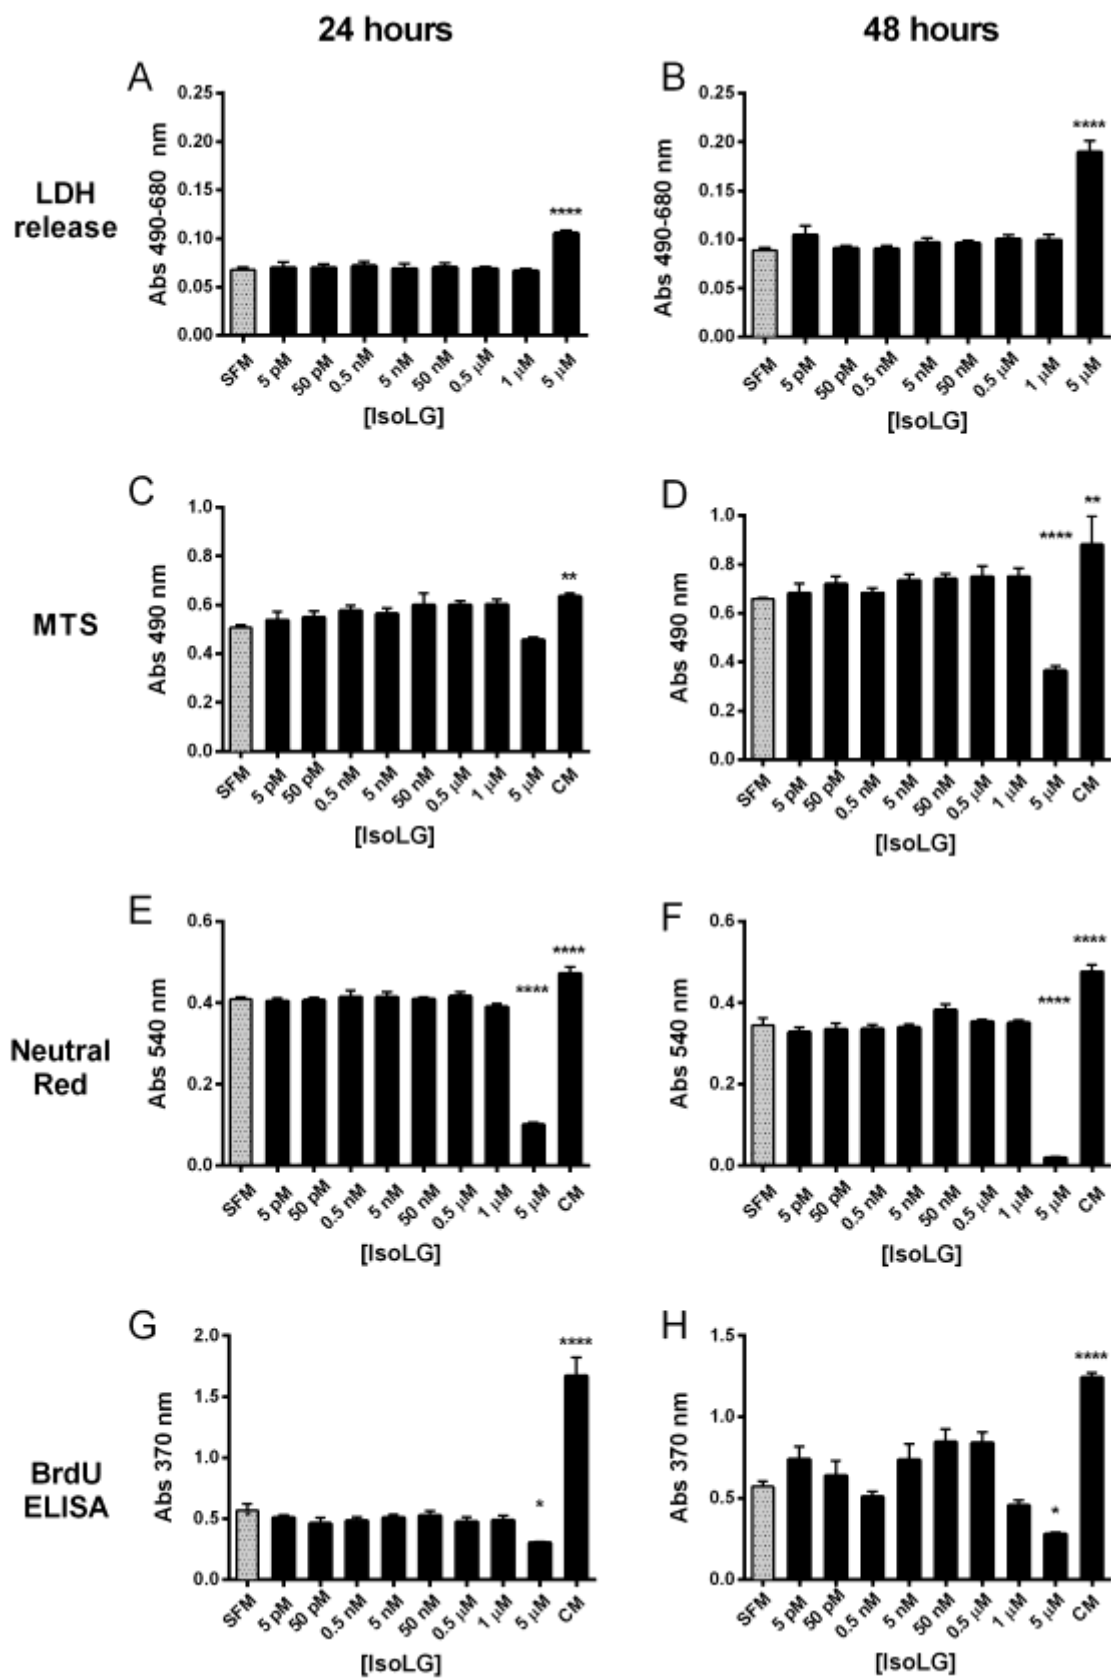 24 hours 48 hours
LDH
release
A
0.25
0.20
0.15
0.10
0.05
0.00
Abs 490-680 nm
****
SFM 5 pM 50 pM 0.5 nM 5 nM 50 nM 0.5 µM 1 µM 5 µM
[IsoLG]
B
0.25
0.20
0.15
0.10
0.05
0.00
Abs 490-680 nm
****
SFM 5 pM 50 pM 0.5 nM 5 nM 50 nM 0.5 µM 1 µM 5 µM
[IsoLG]
MTS
C
1.0
0.8
0.6
0.4
0.2
0.0
Abs 490 nm
**
SFM 5 pM 50 pM 0.5 nM 5 nM 50 nM 0.5 µM 1 µM 5 µM CM
[IsoLG]
D
1.0
0.8
0.6
0.4
0.2
0.0
Abs 490 nm
**** **
SFM 5 pM 50 pM 0.5 nM 5 nM 50 nM 0.5 µM 1 µM 5 µM CM
[IsoLG]
Neutral
Red
E
0.6
0.4
0.2
0.0
Abs 540 nm
**** ****
SFM 5 pM 50 pM 0.5 nM 5 nM 50 nM 0.5 µM 1 µM 5 µM CM
[IsoLG]
F
0.6
0.4
0.2
0.0
Abs 540 nm
**** ****
SFM 5 pM 50 pM 0.5 nM 5 nM 50 nM 0.5 µM 1 µM 5 µM CM
[IsoLG]
BrdU
ELISA
G
2.0
1.5
1.0
0.5
0.0
Abs 370 nm
* ****
SFM 5 pM 50 pM 0.5 nM 5 nM 50 nM 0.5 µM 1 µM 5 µM CM
[IsoLG]
H
1.5
1.0
0.5
0.0
Abs 370 nm
* ****
SFM 5 pM 50 pM 0.5 nM 5 nM 50 nM 0.5 µM 1 µM 5 µM CM
[IsoLG]